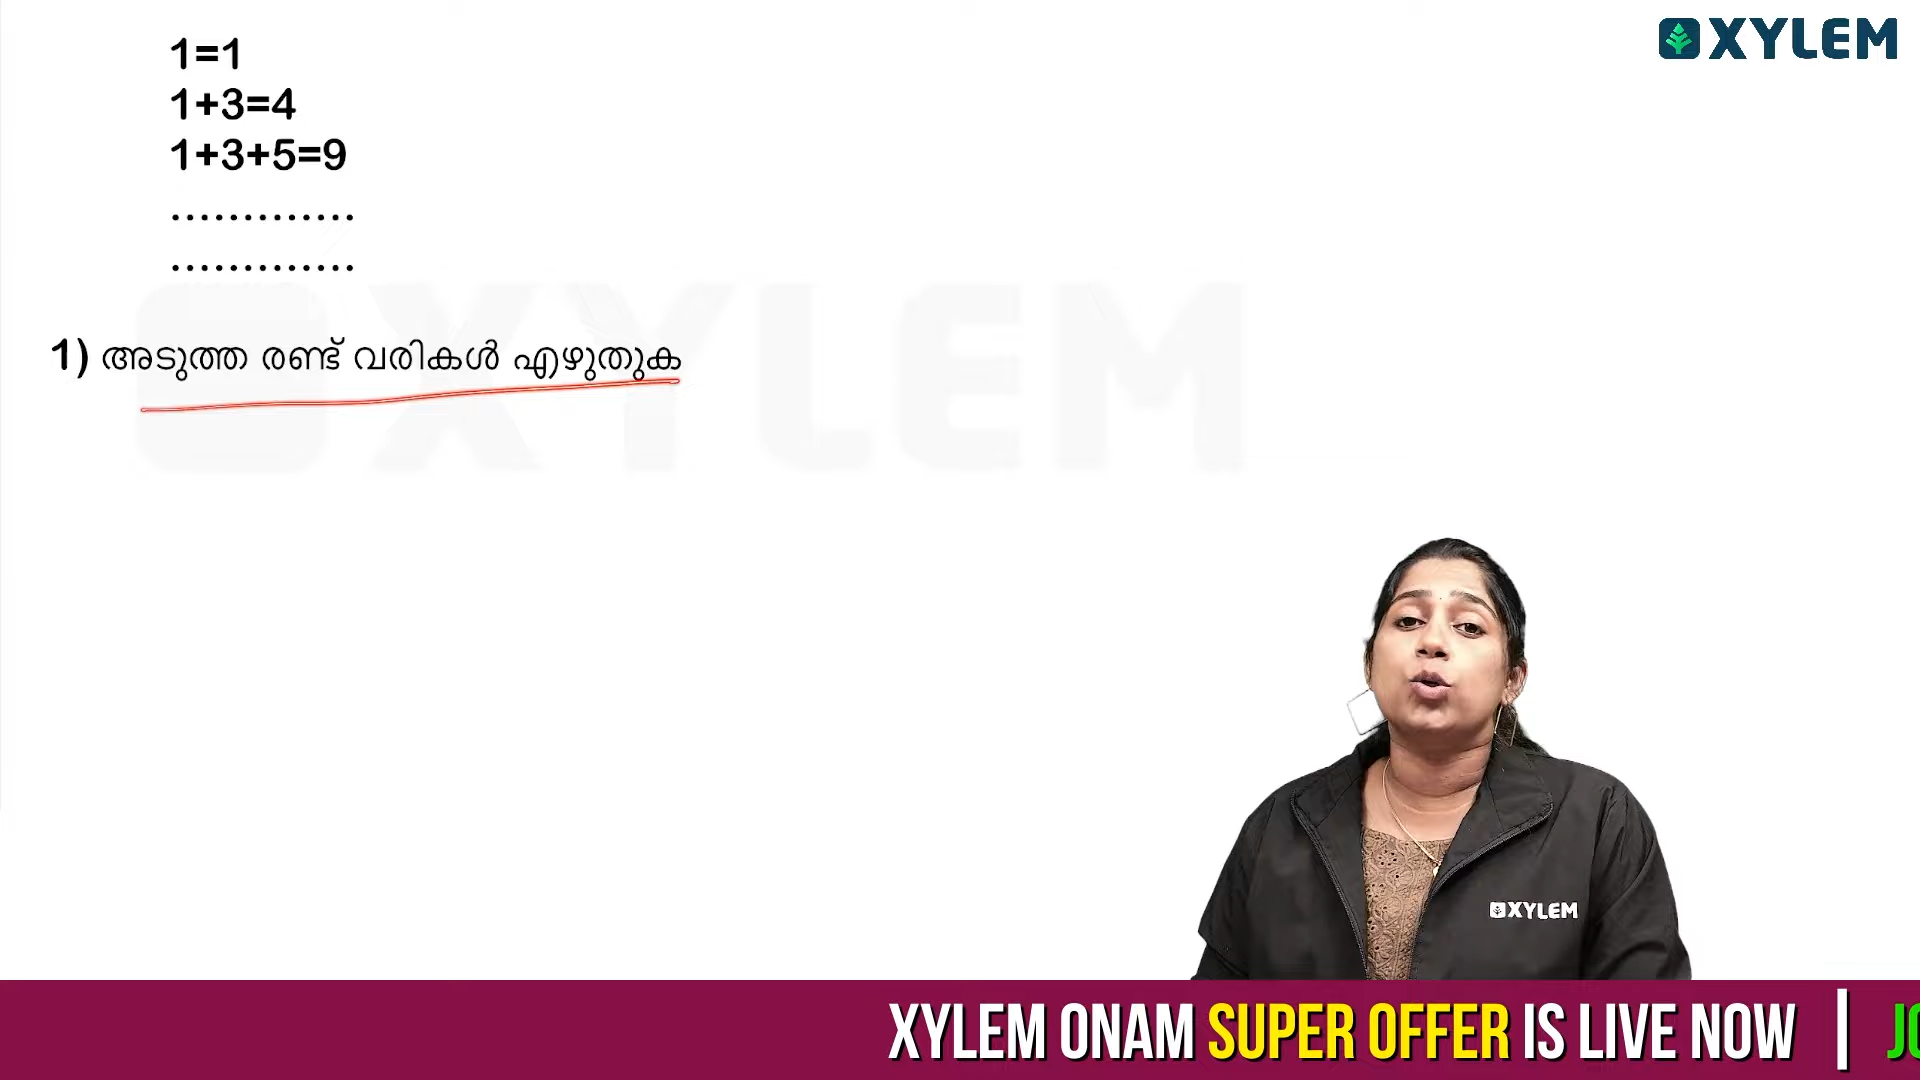 XYLEM
1=1
1+3=4
1+3+5=9
.............
.............
XYLEM
1) അടുത്ത രണ്ട് വരികൾ എഴുതുക
XYLEM
XYLEM ONAM SUPER OFFER IS LIVE NOW |